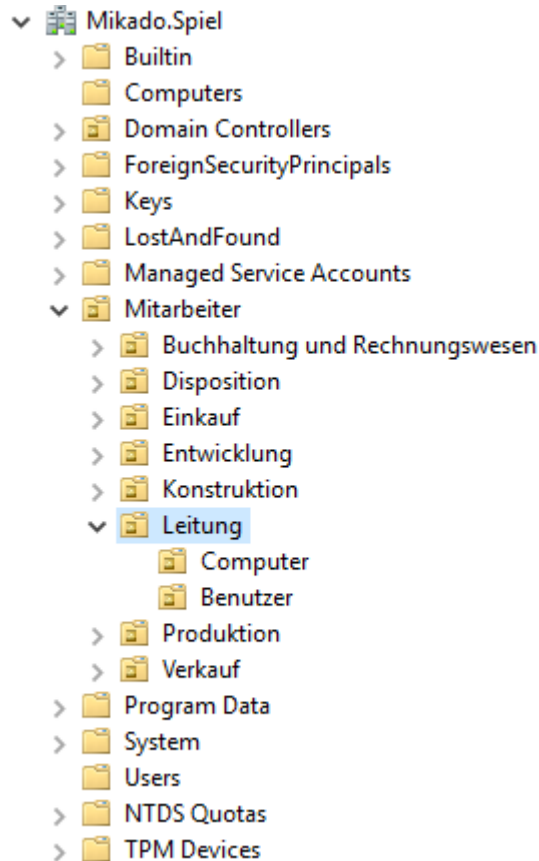 Mikado.Spiel
Builtin
Computers
Domain Controllers
ForeignSecurityPrincipals
Keys
LostAndFound
Managed Service Accounts
Mitarbeiter
Buchhaltung und Rechnungswesen
Disposition
Einkauf
Entwicklung
Konstruktion
Leitung
Computer
Benutzer
Produktion
Verkauf
Program Data
System
Users
NTDS Quotas
TPM Devices